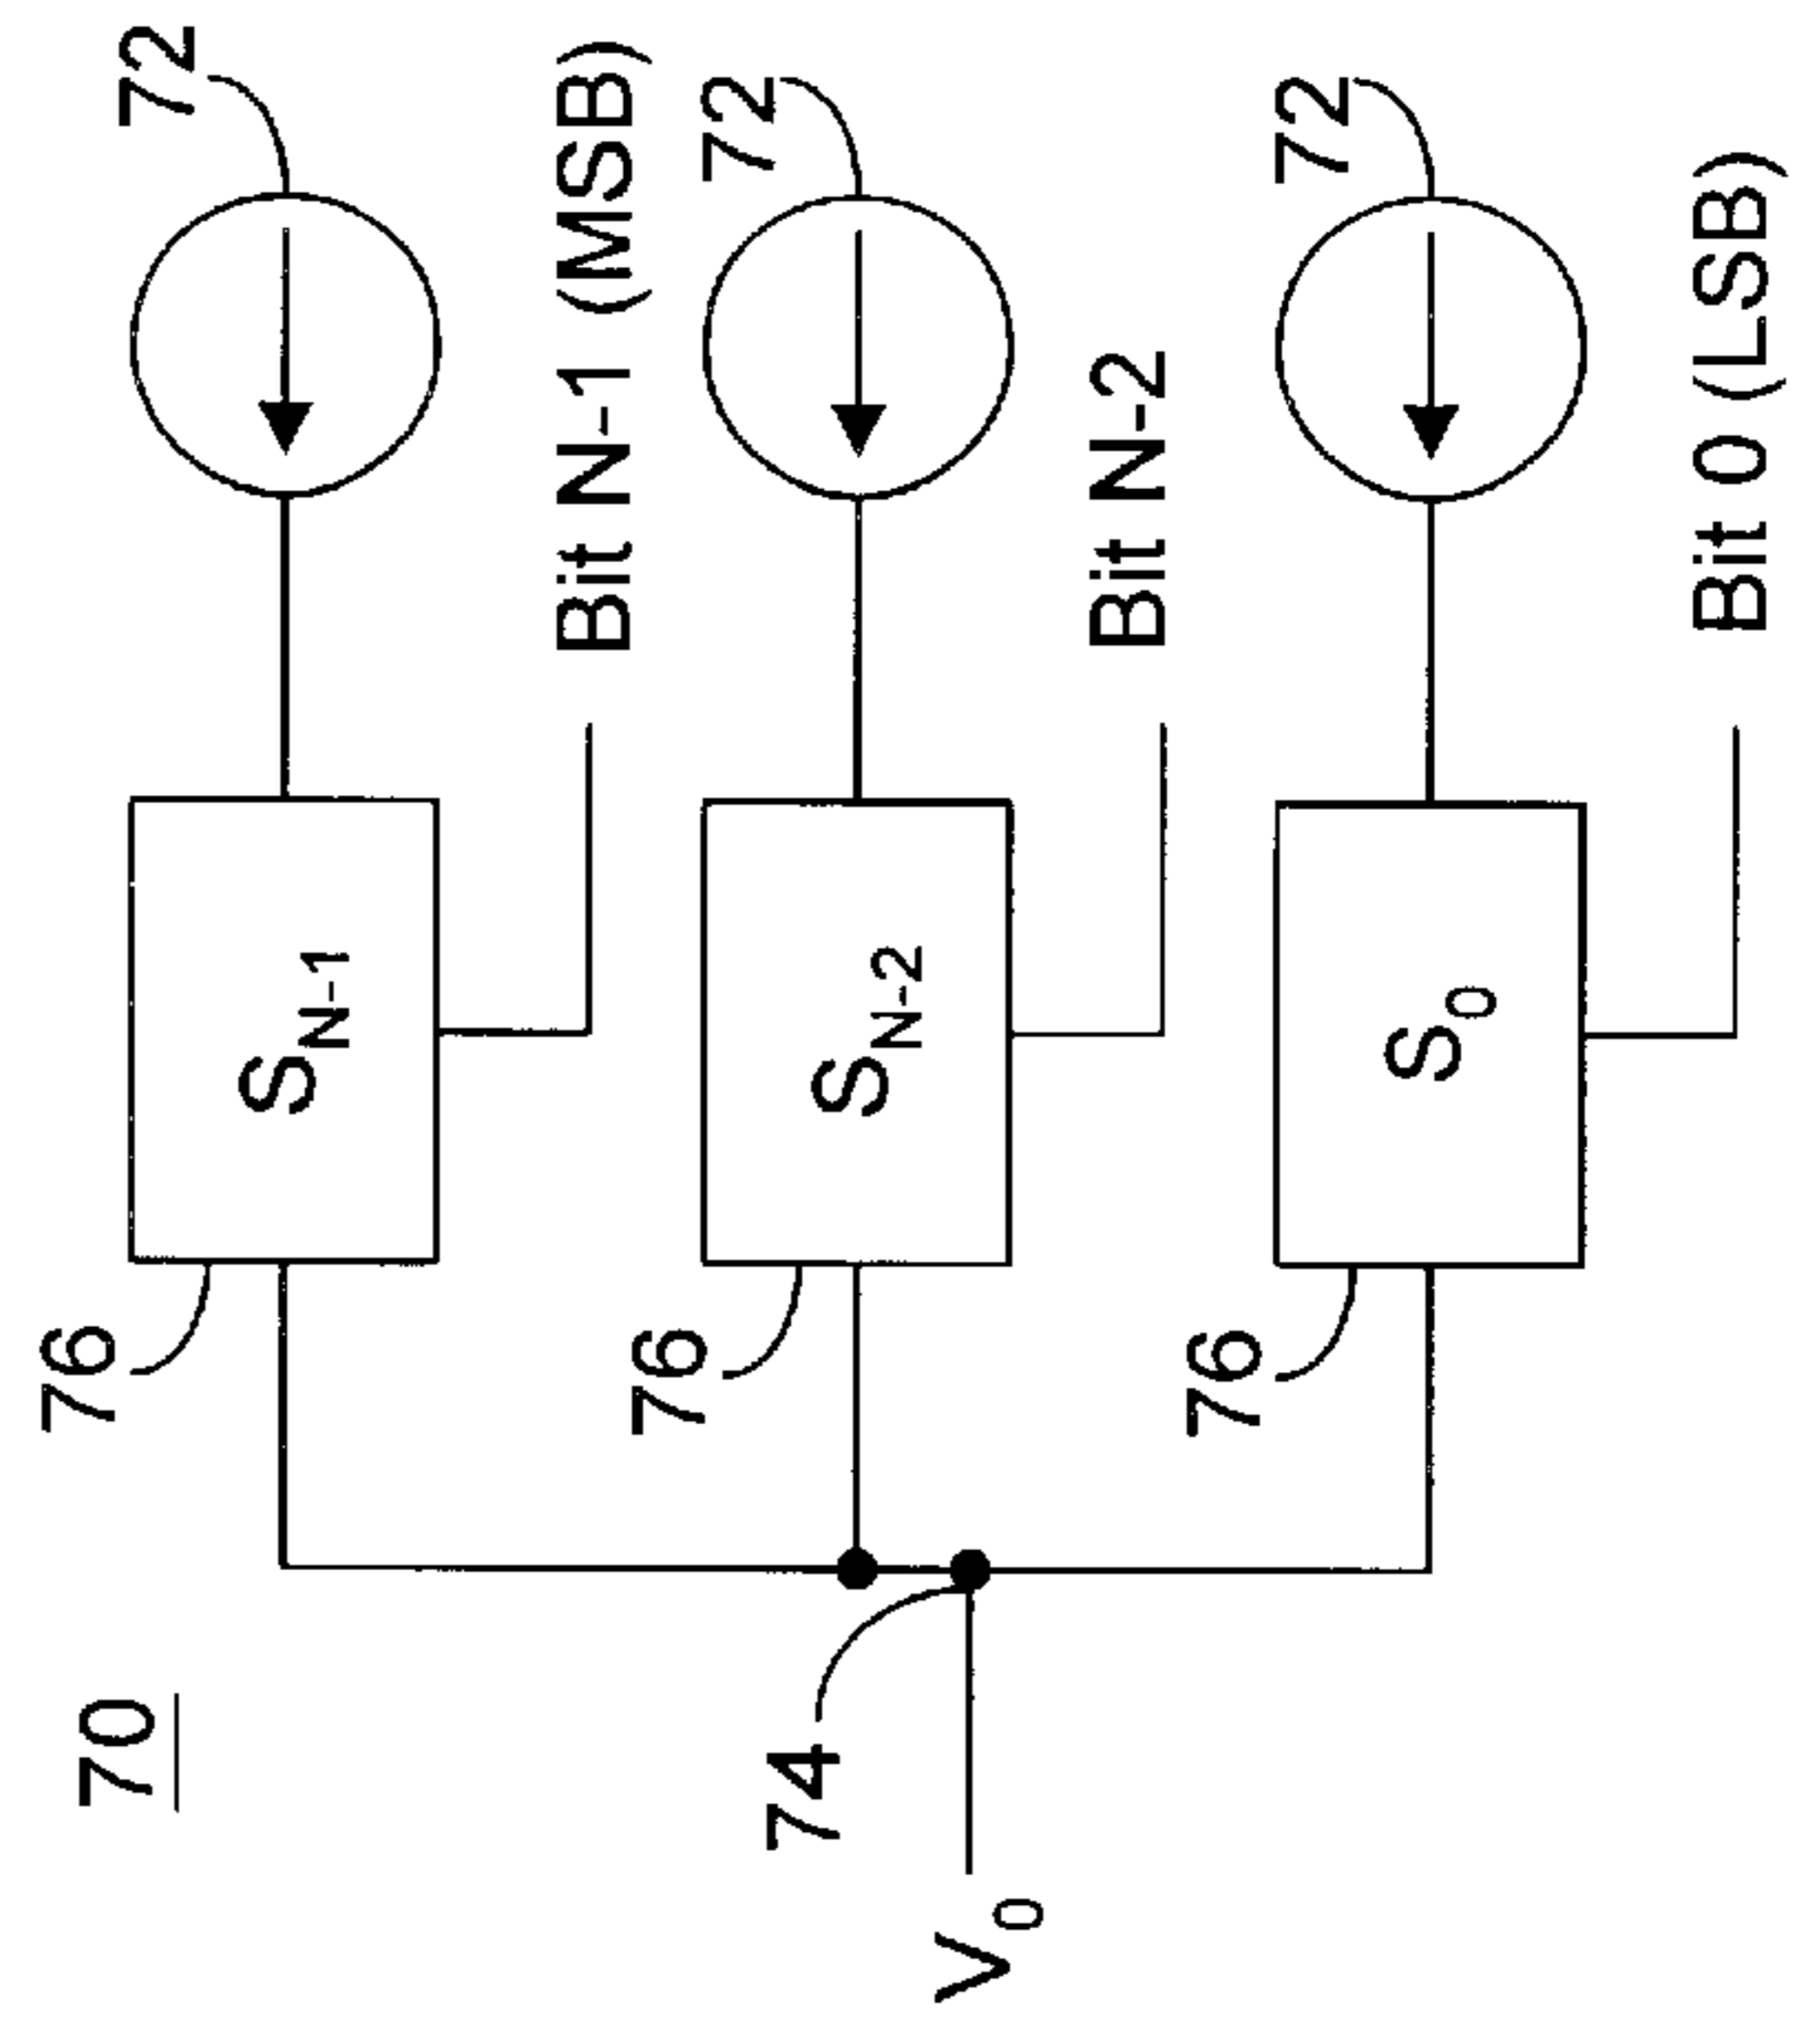 70
76
72
S_N-1
Bit N-1 (MSB)
76
72
74
S_N-2
V_0
Bit N-2
76
72
S_0
Bit 0 (LSB)